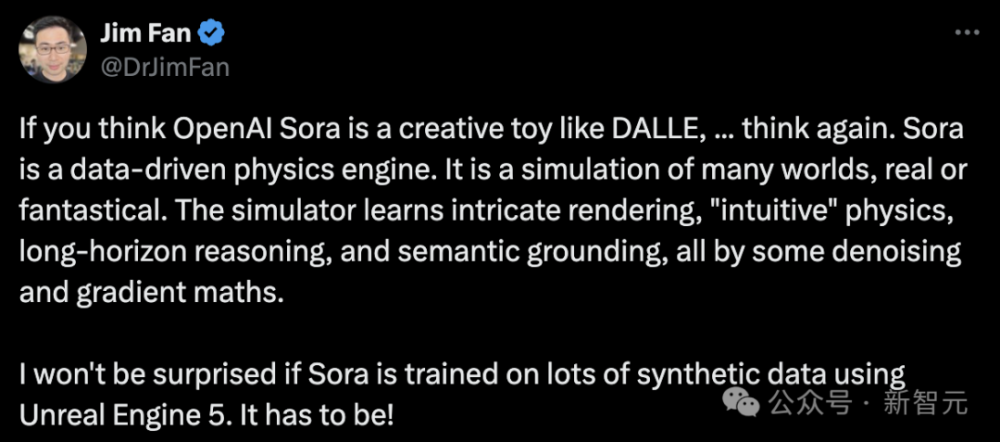 Jim Fan
@DrJimFan
If you think OpenAI Sora is a creative toy like DALLE, ... think again. Sora
is a data-driven physics engine. It is a simulation of many worlds, real or
fantastical. The simulator learns intricate rendering, "intuitive" physics,
long-horizon reasoning, and semantic grounding, all by some denoising
and gradient maths.
I won't be surprised if Sora is trained on lots of synthetic data using
Unreal Engine 5. It has to be!
公众号 · 新智元